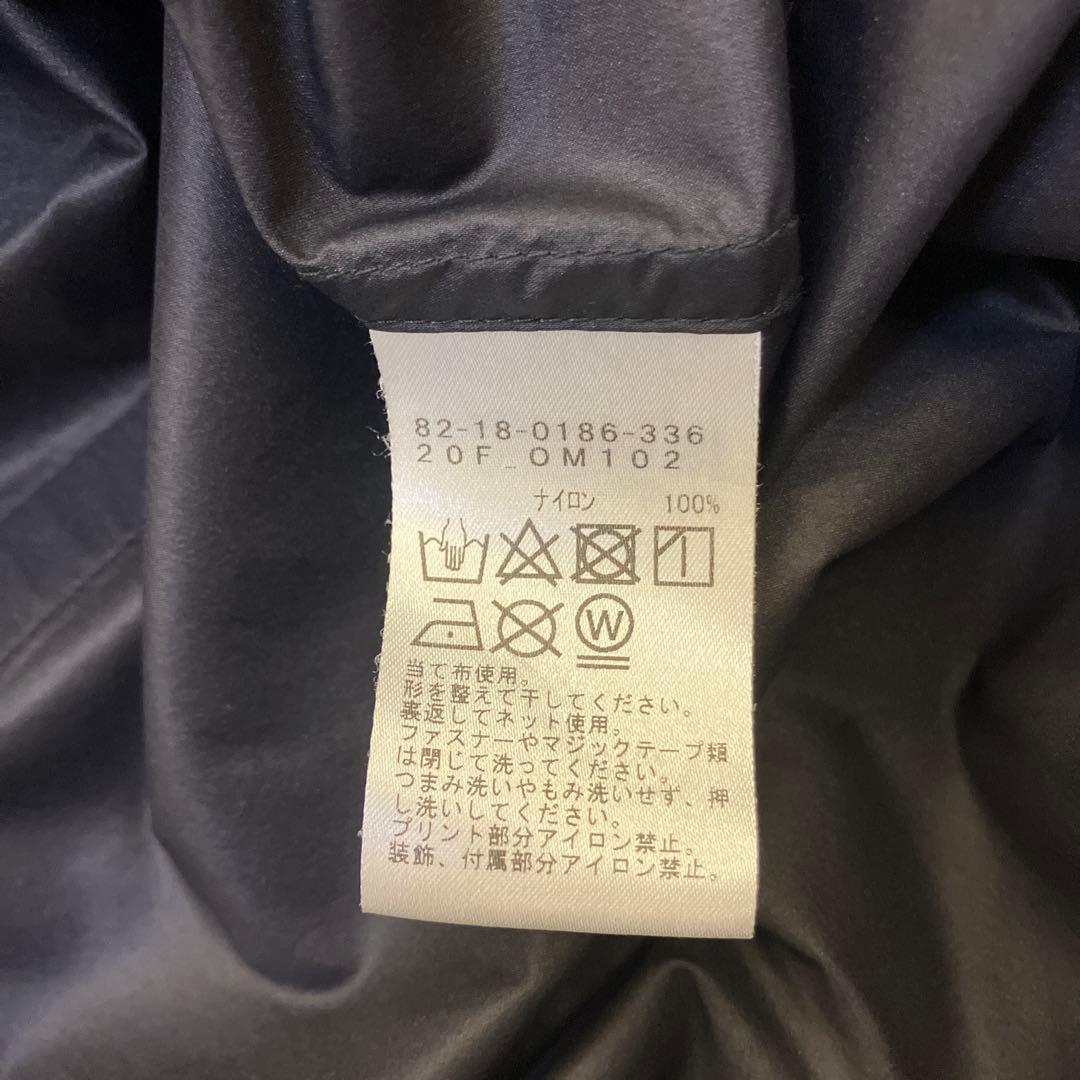 82-18-0186-336
20F_OM102
ナイロン 100%
W
当て布使用。
形を整えて干してください。
裏返してネット使用。
ファスナーやマジックテープ類
は閉じて洗ってください。
つまみ洗いやもみ洗いせず、押
し洗いしてください。
プリント部分アイロン禁止。
装飾、付属部分アイロン禁止。